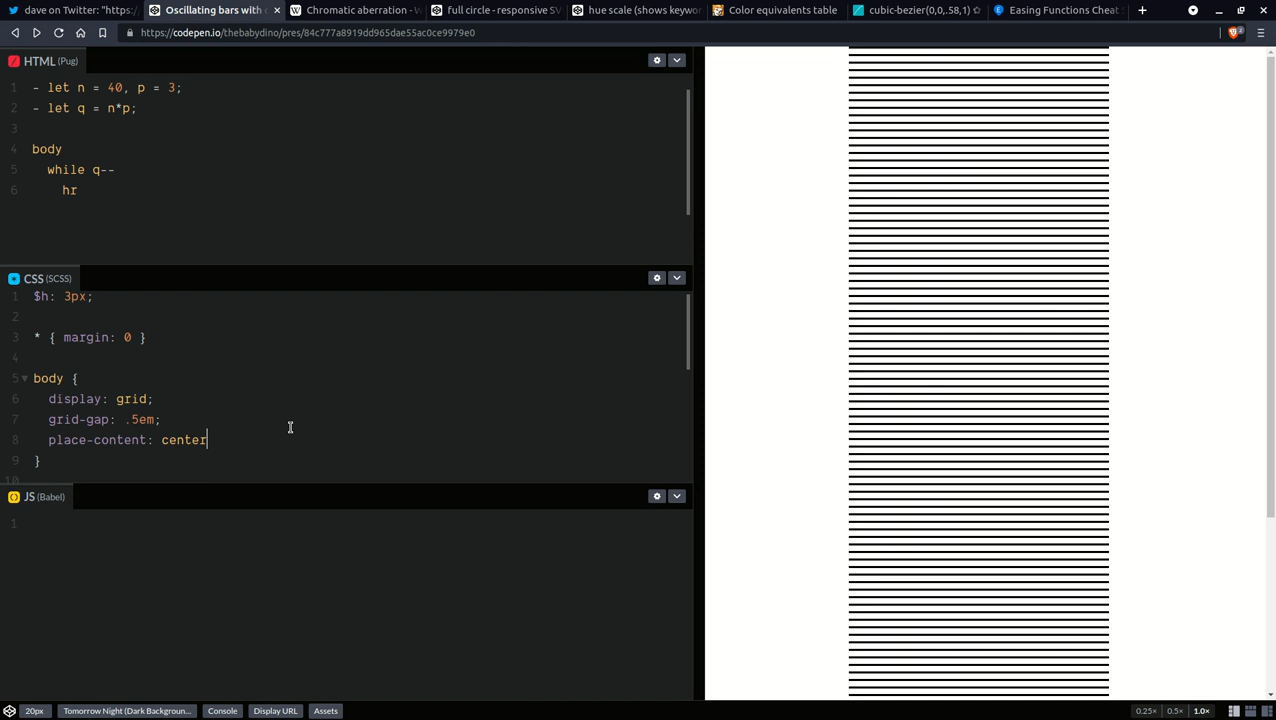 dave on Twitter: "https:/
Oscillating bars with
Chromatic aberration - W
full circle - responsive SV
hue scale (shows keywor
Color equivalents table
cubic-bezier(0,0,.58,1)
Easing Functions Cheat S
https://codepen.io/thebabydino/pres/84c777a8919dd965dae55ac0ce9979e0
2
HTML (Pug)
1 - let n = 40, p = 3;
2 - let q = n*p;
3
4 body
5 while q--
6 hr
CSS (SCSS)
1 $h: 3px;
2
3 * { margin: 0 }
4
5 body {
6 display: grid;
7 grid-gap: .5em;
8 place-content: center
9 }
10
JS (Babel)
1
20px
Tomorrow Night (Dark Backgroun...
Console
Display URL
Assets
0.25×
0.5×
1.0×